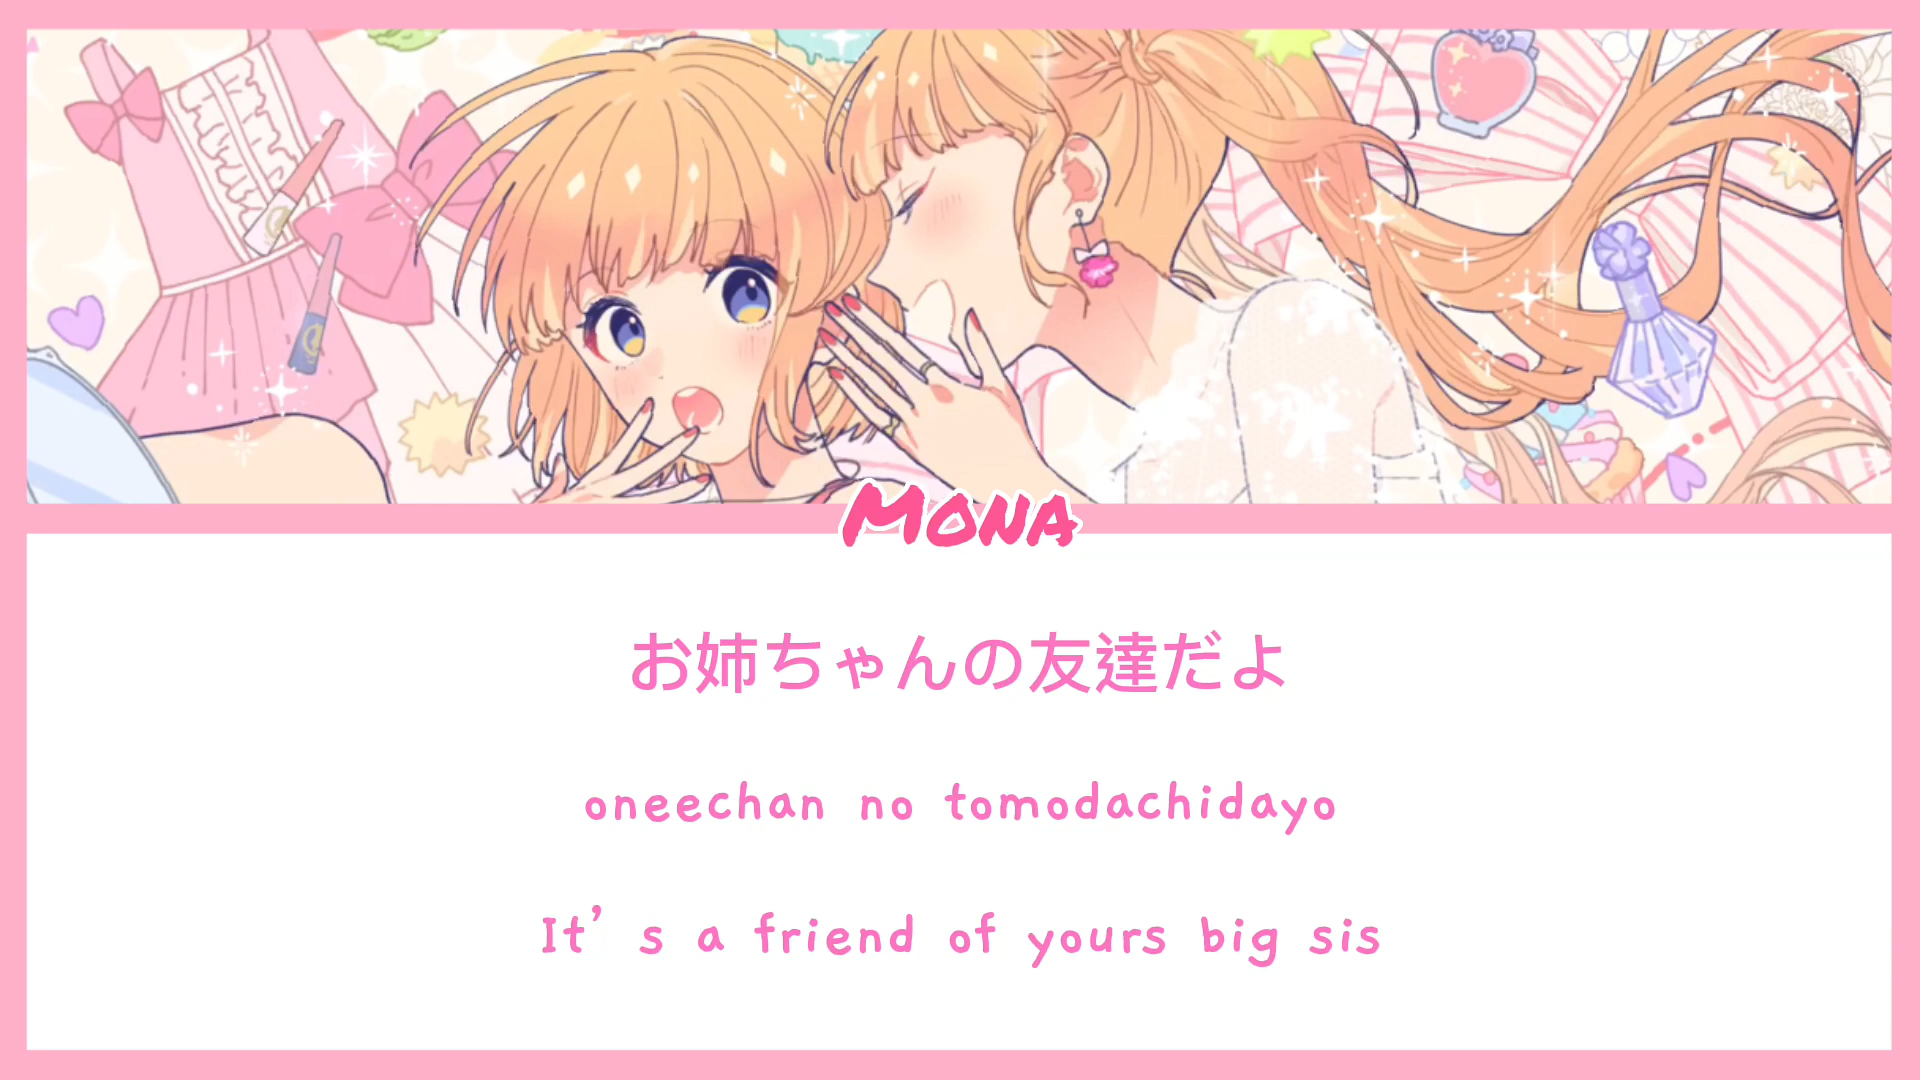 Mona
お姉ちゃんの友達だよ
oneechan no tomodachidayo
It’s a friend of yours big sis